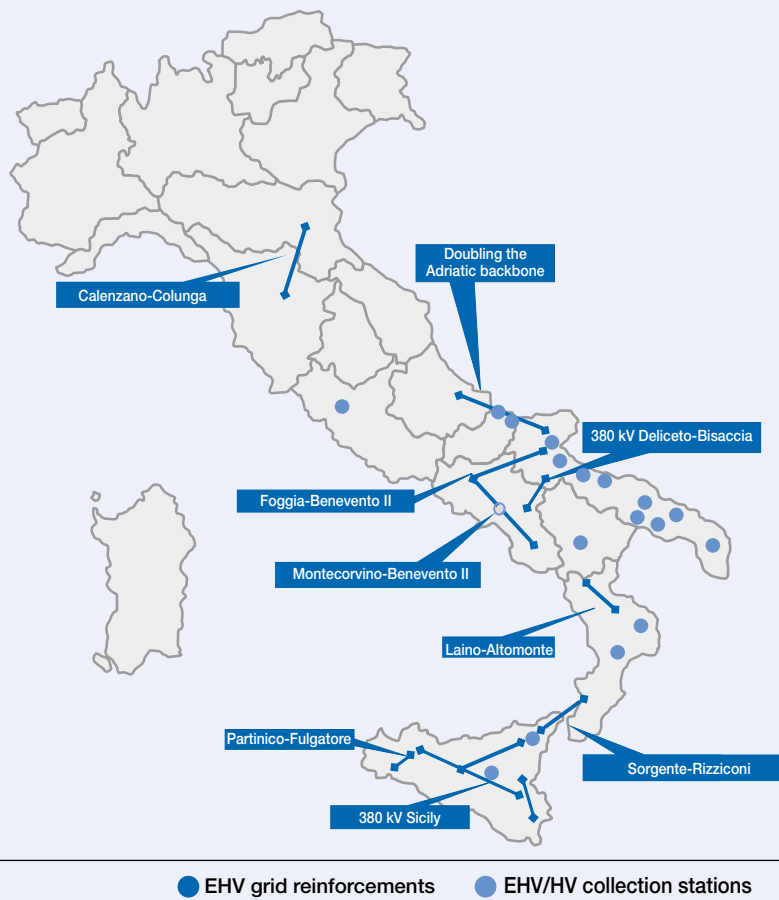 Doubling the
Adriatic backbone
Calenzano-Colunga
380 kV Deliceto-Bisaccia
Foggia-Benevento II
Montecorvino-Benevento II
Laino-Altomonte
Partinico-Fulgatore
Sorgente-Rizziconi
380 kV Sicily
EHV grid reinforcements
EHV/HV collection stations